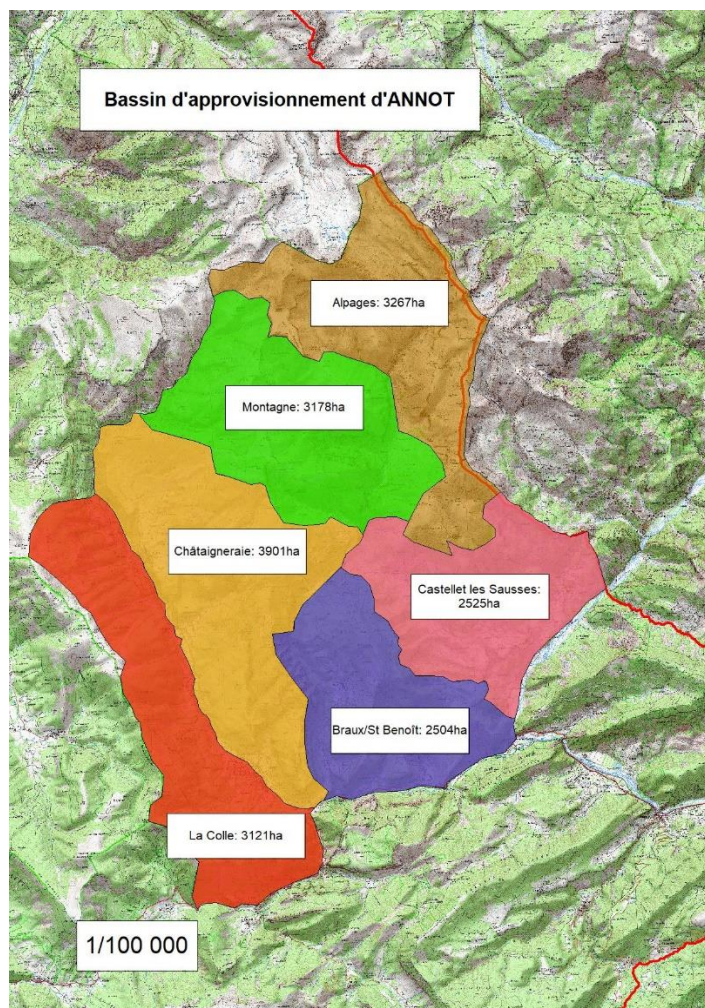 Bassin d'approvisionnement d'ANNOT
Alpages: 3267ha
Montagne: 3178ha
Châtaigneraie: 3901ha
Castellet les Sausses:
2525ha
Braux/St Benoît: 2504ha
La Colle: 3121ha
1/100 000